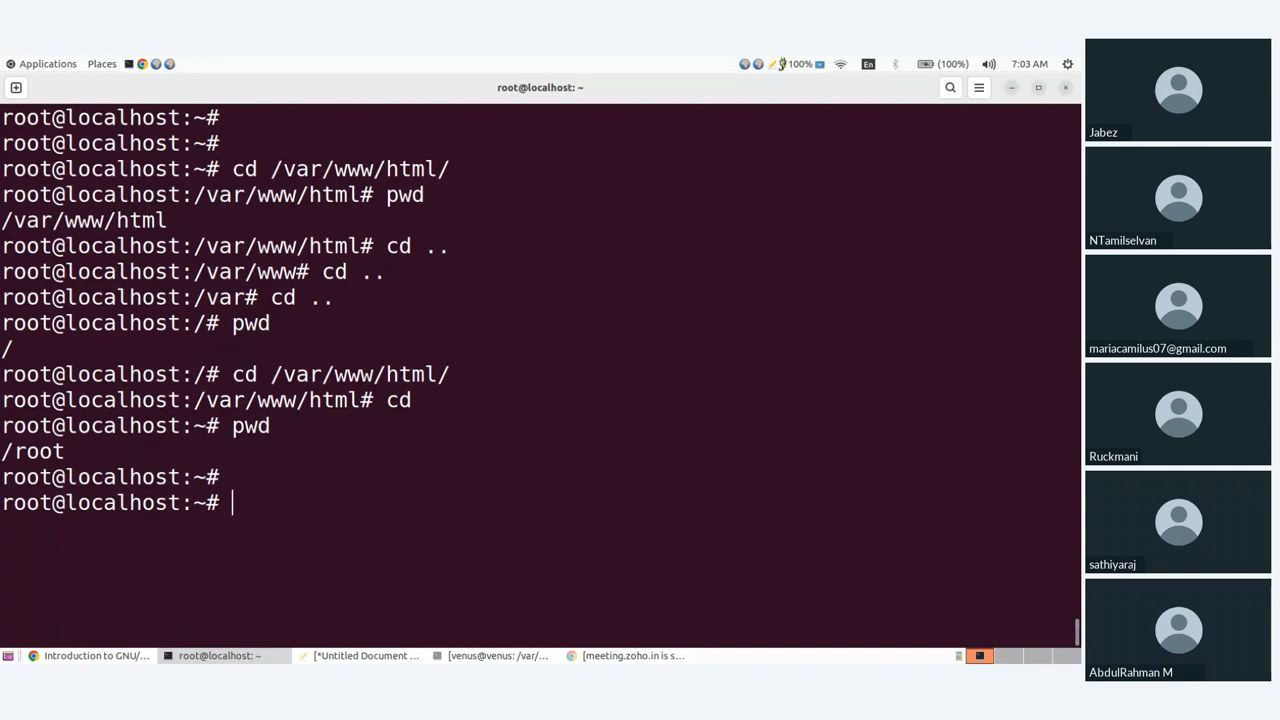 Applications Places 100% En (100%) 7:03 AM
root@localhost: ~
root@localhost:~#
root@localhost:~#
root@localhost:~# cd /var/www/html/
root@localhost:/var/www/html# pwd
/var/www/html
root@localhost:/var/www/html# cd ..
root@localhost:/var/www# cd ..
root@localhost:/var# cd ..
root@localhost:/# pwd
/
root@localhost:/# cd /var/www/html/
root@localhost:/var/www/html# cd
root@localhost:~# pwd
/root
root@localhost:~#
root@localhost:~#
Introduction to GNU/... root@localhost: ~ [*Untitled Document ... [venus@venus: /var/... [meeting.zoho.in is s...
Jabez
NTamilselvan
mariacamilus07@gmail.com
Ruckmani
sathiyaraj
AbdulRahman M